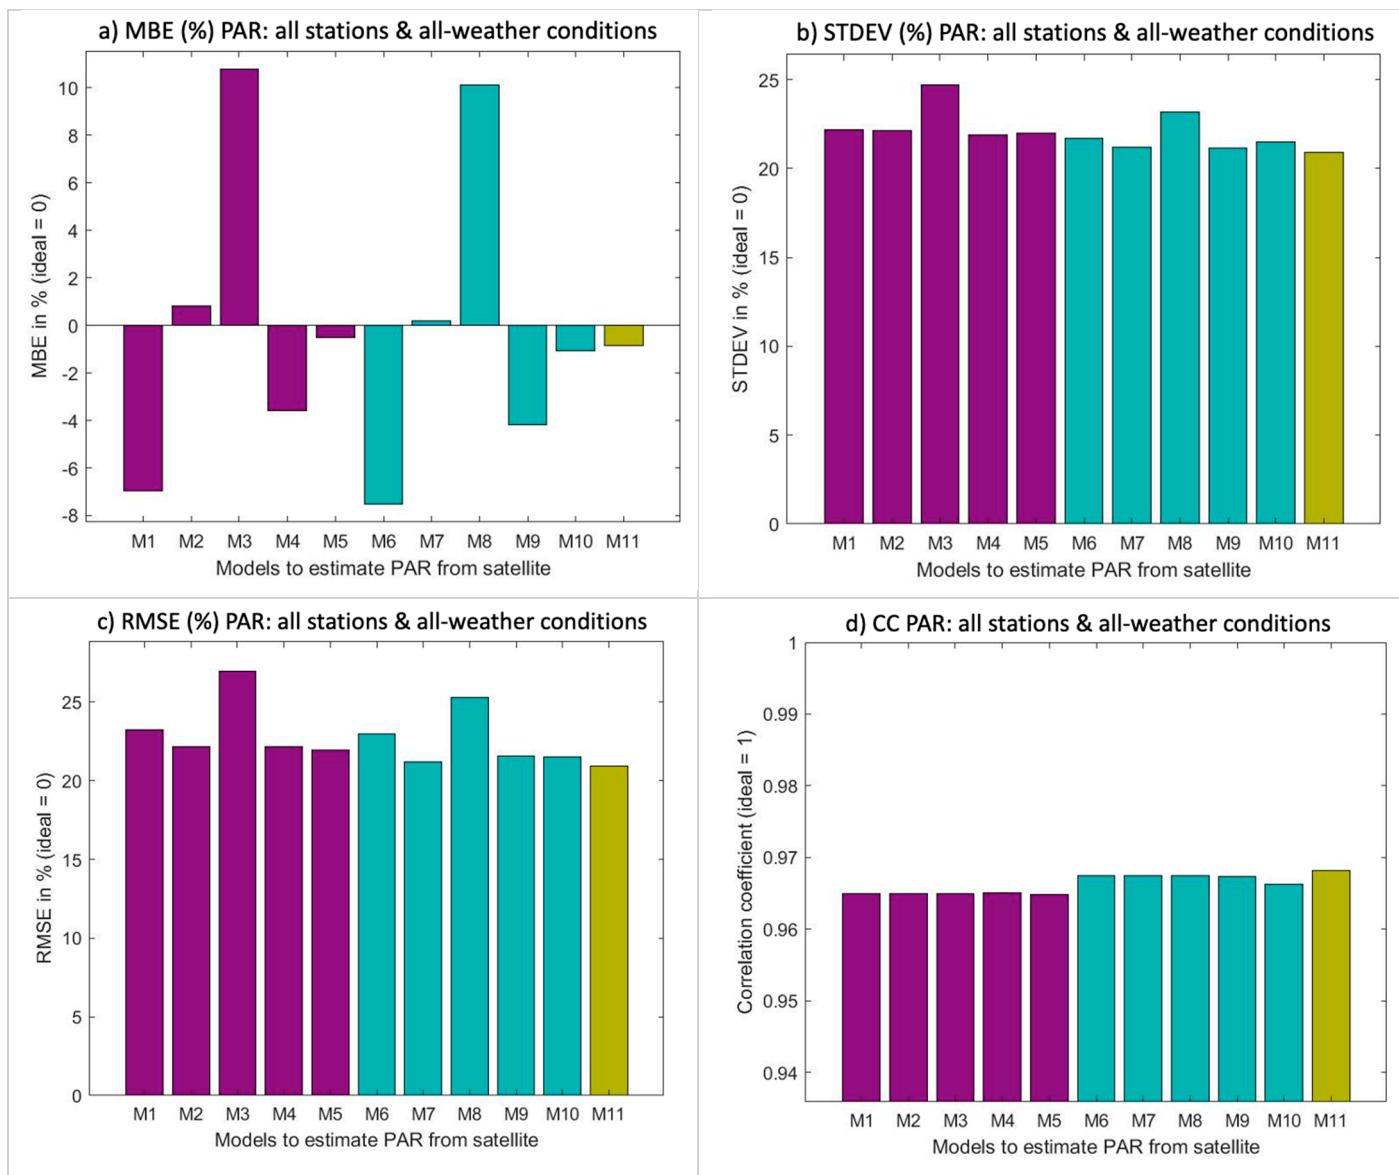 a) MBE (%) PAR: all stations & all-weather conditions
10
8
6
4
2
0
-2
-4
-6
-8
MBE in % (ideal = 0)
M1 M2 M3 M4 M5 M6 M7 M8 M9 M10 M11
Models to estimate PAR from satellite
b) STDEV (%) PAR: all stations & all-weather conditions
25
20
15
10
5
0
STDEV in % (ideal = 0)
M1 M2 M3 M4 M5 M6 M7 M8 M9 M10 M11
Models to estimate PAR from satellite
c) RMSE (%) PAR: all stations & all-weather conditions
25
20
15
10
5
0
RMSE in % (ideal = 0)
M1 M2 M3 M4 M5 M6 M7 M8 M9 M10 M11
Models to estimate PAR from satellite
d) CC PAR: all stations & all-weather conditions
1
0.99
0.98
0.97
0.96
0.95
0.94
Correlation coefficient (ideal = 1)
M1 M2 M3 M4 M5 M6 M7 M8 M9 M10 M11
Models to estimate PAR from satellite